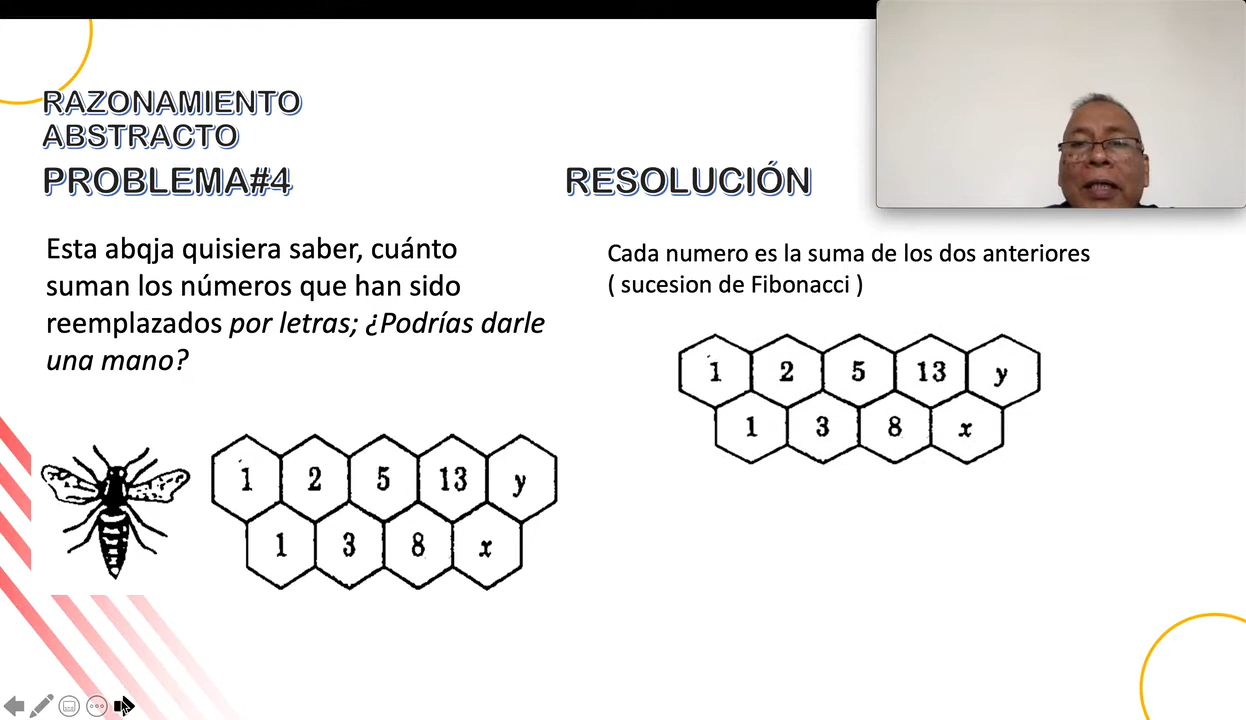 RAZONAMIENTO
ABSTRACTO
PROBLEMA#4
Esta abqja quisiera saber, cuánto
suman los números que han sido
reemplazados por letras; ¿Podrías darle
una mano?
1 2 5 13 y
1 3 8 x
RESOLUCIÓN
Cada numero es la suma de los dos anteriores
( sucesion de Fibonacci )
1 2 5 13 y
1 3 8 x